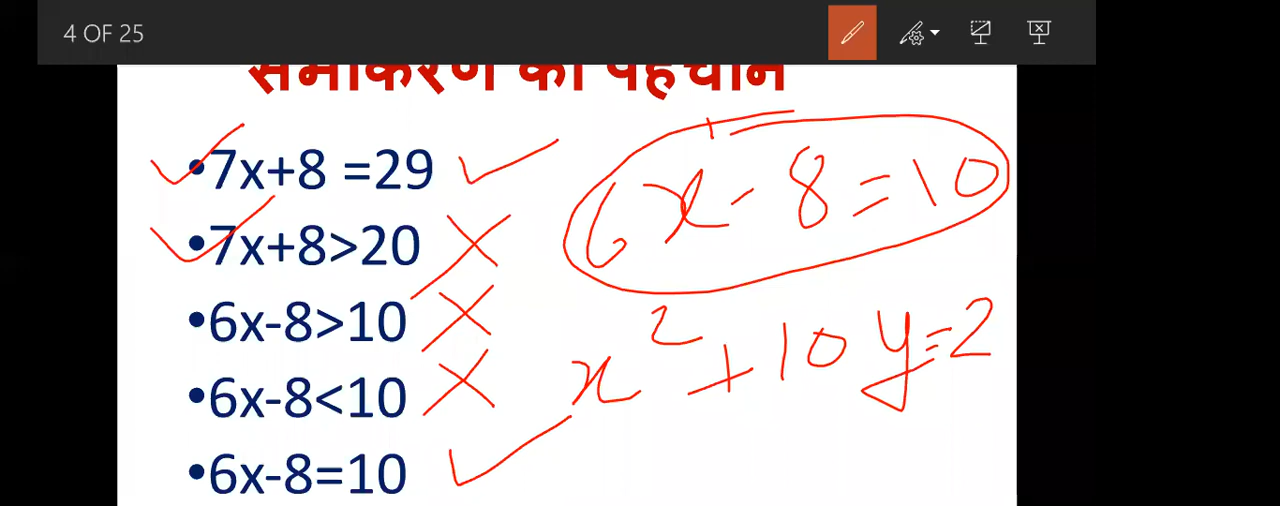 4 OF 25
समीकरण की पहचान
•7x+8 =29
•7x+8>20
•6x-8>10
•6x-8<10
•6x-8=10
6x-8=10
x²+10y=2